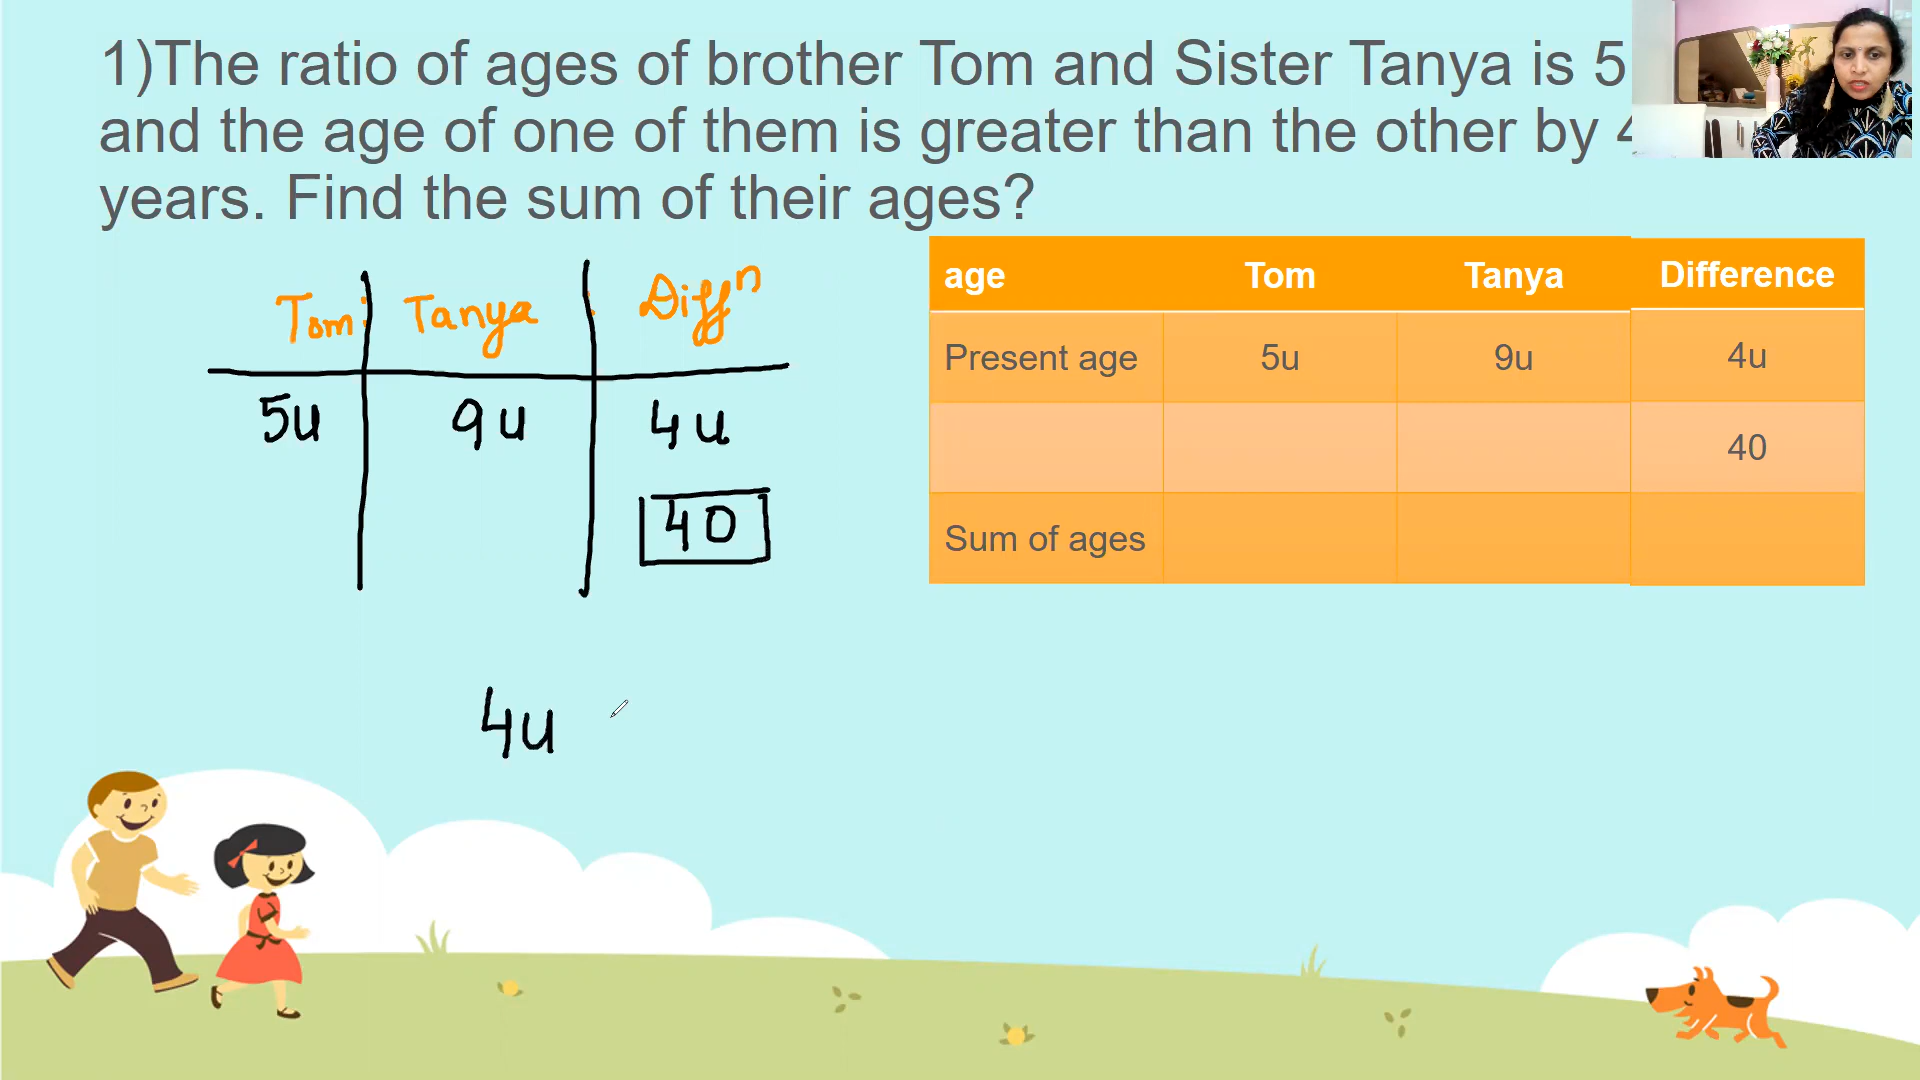 1)The ratio of ages of brother Tom and Sister Tanya is 5
and the age of one of them is greater than the other by
years. Find the sum of their ages?
Tom : Tanya : Diffⁿ
5u 9u 4u
40
4u
age Tom Tanya Difference
Present age 5u 9u 4u
40
Sum of ages